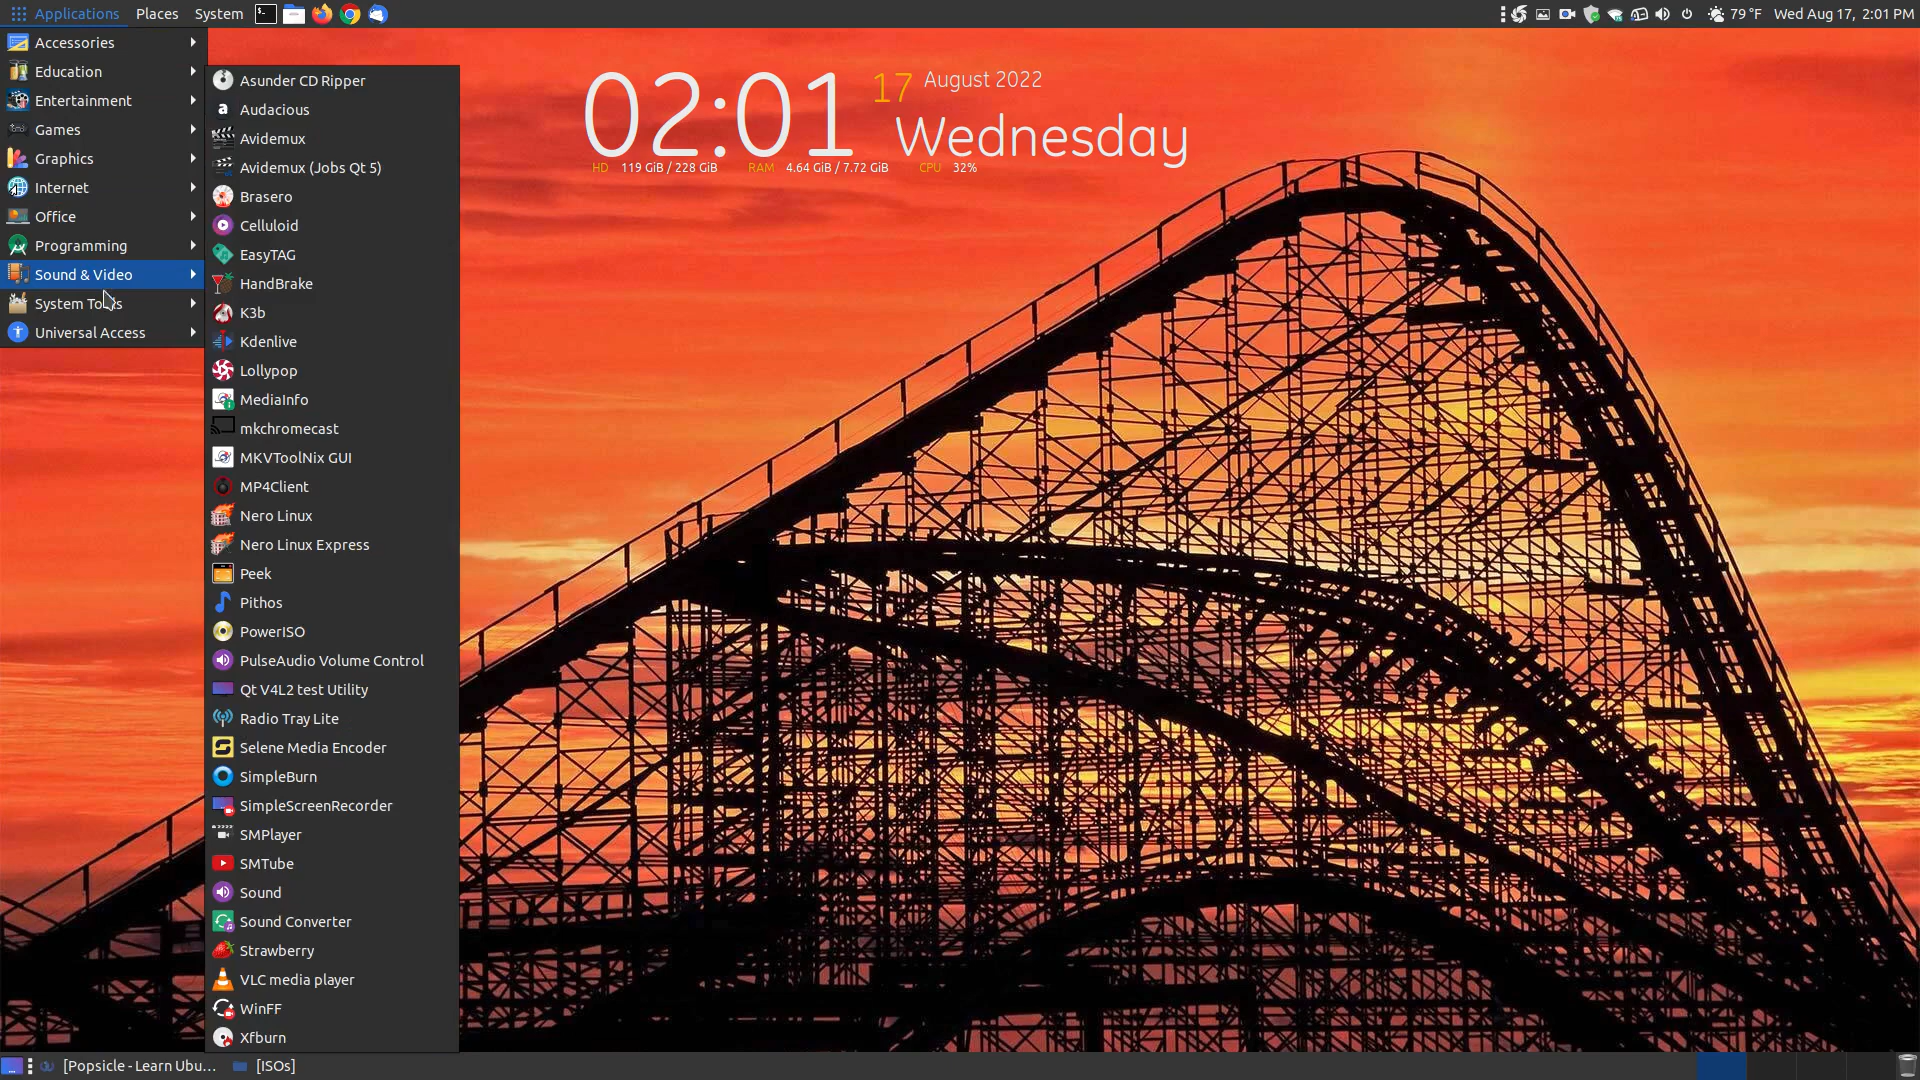 Applications Places System 79 °F Wed Aug 17, 2:01 PM
Accessories
Education
Entertainment
Games
Graphics
Internet
Office
Programming
Sound & Video
System Tools
Universal Access
Asunder CD Ripper
Audacious
Avidemux
Avidemux (Jobs Qt 5)
Brasero
Celluloid
EasyTAG
HandBrake
K3b
Kdenlive
Lollypop
MediaInfo
mkchromecast
MKVToolNix GUI
MP4Client
Nero Linux
Nero Linux Express
Peek
Pithos
PowerISO
PulseAudio Volume Control
Qt V4L2 test Utility
Radio Tray Lite
Selene Media Encoder
SimpleBurn
SimpleScreenRecorder
SMPlayer
SMTube
Sound
Sound Converter
Strawberry
VLC media player
WinFF
Xfburn
02:01 17 August 2022
Wednesday
HD 119 GiB / 228 GiB RAM 4.64 GiB / 7.72 GiB CPU 32%
[Popsicle - Learn Ubu... [ISOs]